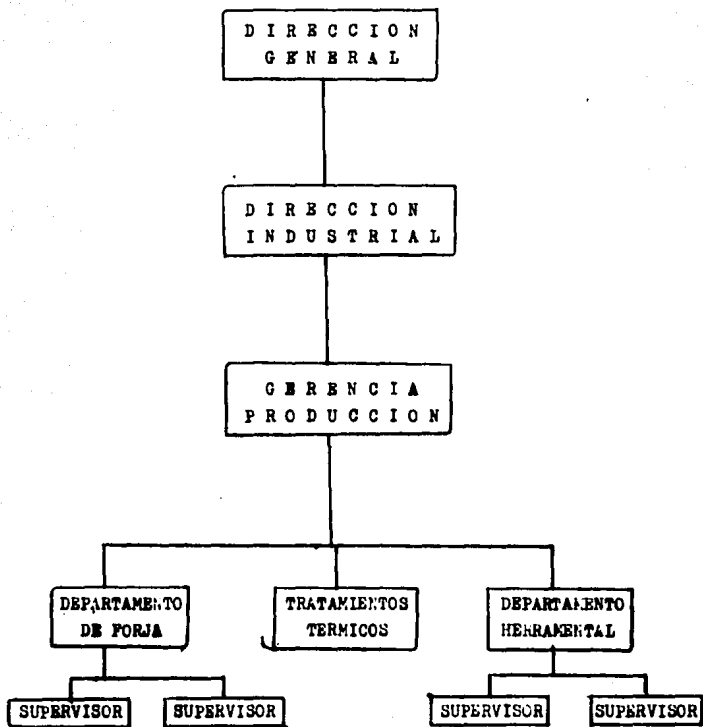 DIRECCION
GENERAL
DIRECCION
INDUSTRIAL
GERENCIA
PRODUCCION
DEPARTAMENTO
DE FORJA
TRATAMIENTOS
TERMICOS
DEPARTAMENTO
HERRAMENTAL
SUPERVISOR
SUPERVISOR
SUPERVISOR
SUPERVISOR